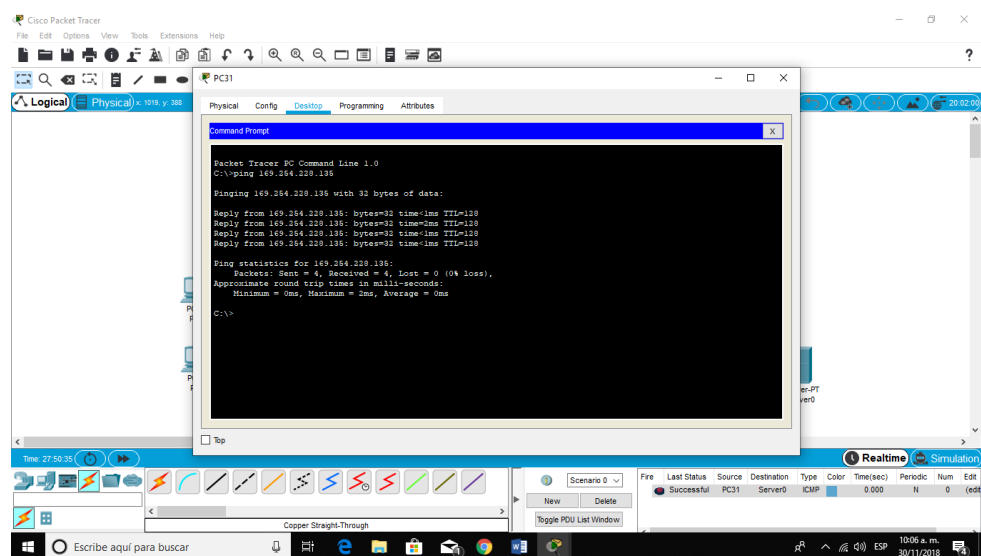 Cisco Packet Tracer
File Edit Options View Tools Extensions Help
?
PC31
Logical Physical x: 1019. y: 388
20:02:00
Physical Config Desktop Programming Attributes
Command Prompt
X
Packet Tracer PC Command Line 1.0
C:\>ping 169.254.228.135
Pinging 169.254.228.135 with 32 bytes of data:
Reply from 169.254.228.135: bytes=32 time<1ms TTL=128
Reply from 169.254.228.135: bytes=32 time=2ms TTL=128
Reply from 169.254.228.135: bytes=32 time<1ms TTL=128
Reply from 169.254.228.135: bytes=32 time<1ms TTL=128
Ping statistics for 169.254.228.135:
Packets: Sent = 4, Received = 4, Lost = 0 (0% loss),
Approximate round trip times in milli-seconds:
Minimum = 0ms, Maximum = 2ms, Average = 0ms
C:\>
er-PT
ver0
Top
Time: 27:50:35
Realtime Simulation
Scenario 0
New Delete
Toggle PDU List Window
Fire Last Status Source Destination Type Color Time(sec) Periodic Num Edit
Successful PC31 Server0 ICMP 0.000 N 0 (edit
Copper Straight-Through
Escribe aquí para buscar
ESP
10:06 a. m.
30/11/2018
4